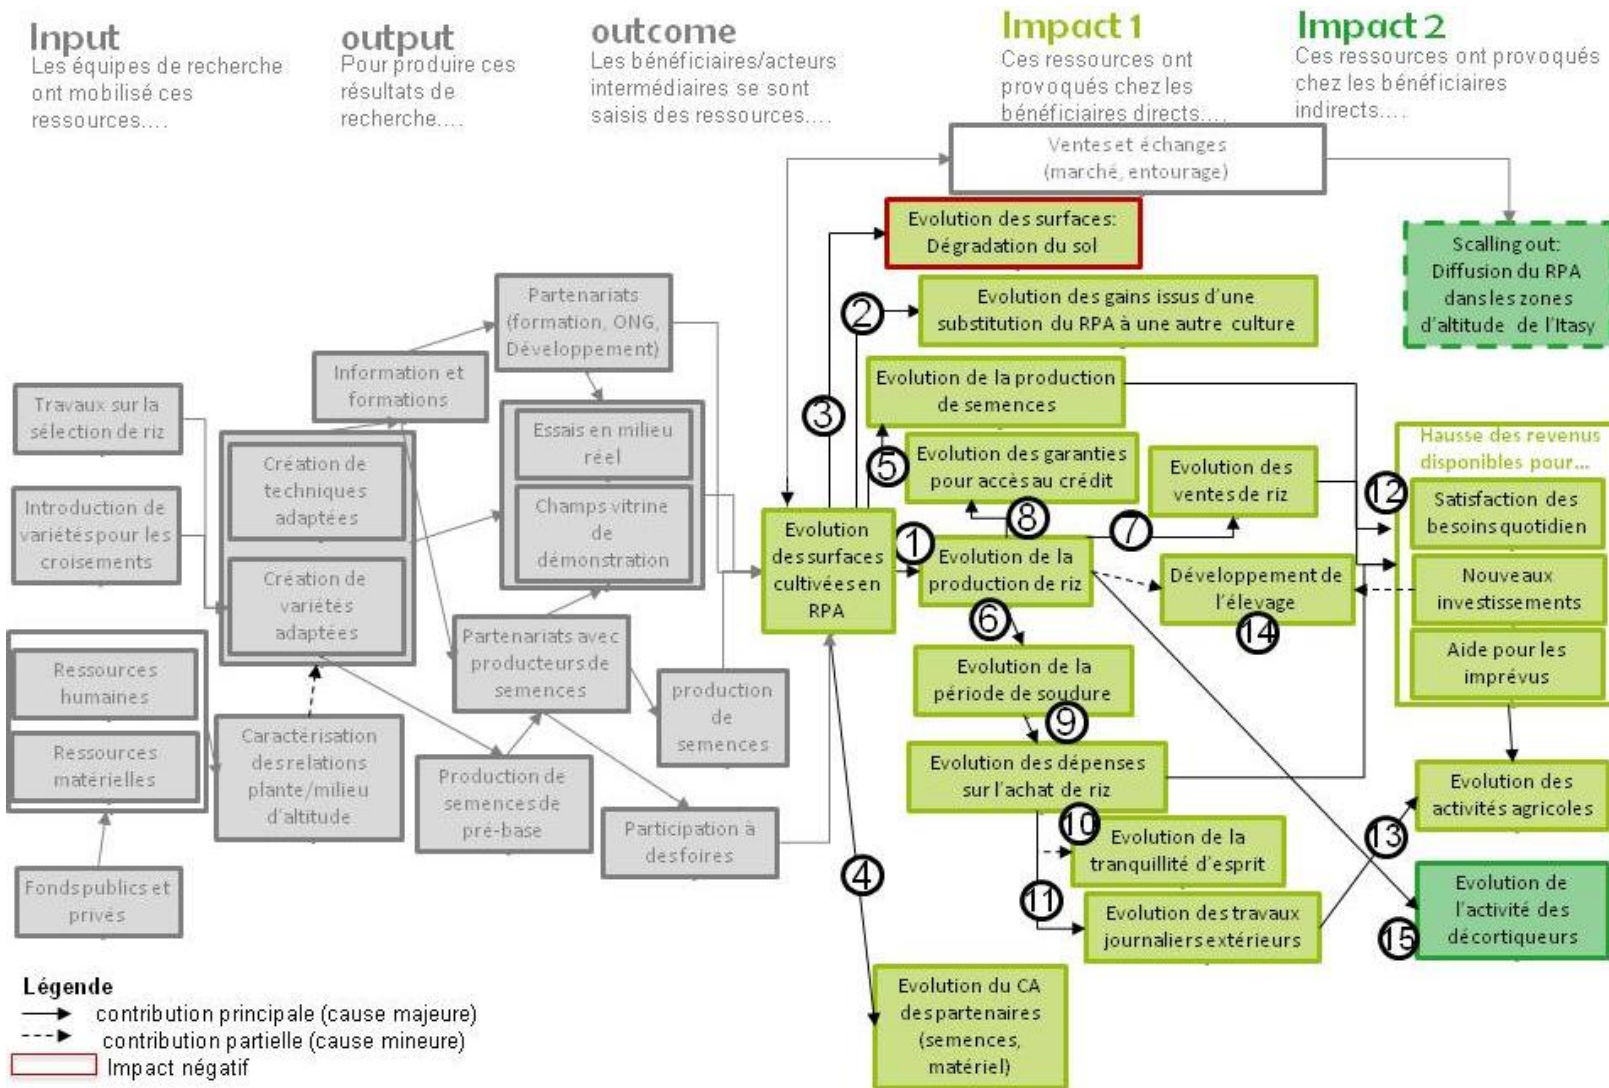 Input
Les équipes de recherche
ont mobilisé ces
ressources....
output
Pour produire ces
résultats de
recherche....
outcome
Les bénéficiaires/acteurs
intermédiaires se sont
saisis des ressources....
Impact 1
Ces ressources ont
provoqués chez les
bénéficiaires directs....
Impact 2
Ces ressources ont provoqués
chez les bénéficiaires
indirects....
Ventes et échanges
(marché, entourage)
Evolution des surfaces:
Dégradation du sol
Scalling out:
Diffusion du RPA
dans les zones
d'altitude de l'Itasy
Evolution des gains issus d'une
substitution du RPA à une autre culture
2
Partenariats
(formation, ONG,
Développement)
Information et
formations
Travaux sur la
sélection de riz
Evolution de la production
de semences
3
Essais en milieu
réel
Champs vitrine
de
démonstration
Création de
techniques
adaptées
Création de
variétés
adaptées
Introduction de
variétés pour les
croisements
5
Evolution des garanties
pour accès au crédit
Evolution des
ventes de riz
Hausse des revenus
disponibles pour...
12
Satisfaction des
besoins quotidien
Nouveaux
investissements
Aide pour les
imprévus
8
7
1
Evolution
des surfaces
cultivées en
RPA
Evolution de la
production de riz
Développement de
l'élevage
14
6
Ressources
humaines
Ressources
matérielles
Caractérisation
des relations
plante/milieu
d'altitude
Partenariats avec
producteurs de
semences
production
de
semences
Production de
semences de
pré-base
Participation à
des foires
Fonds publics et
privés
Evolution de la
période de soudure
9
Evolution des dépenses
sur l'achat de riz
10
Evolution de la
tranquillité d'esprit
11
Evolution des travaux
journaliers extérieurs
4
Evolution du CA
des partenaires
(semences,
matériel)
Evolution des
activités agricoles
13
Evolution de
l'activité des
décortiqueurs
15
Légende
contribution principale (cause majeure)
contribution partielle (cause mineure)
Impact négatif